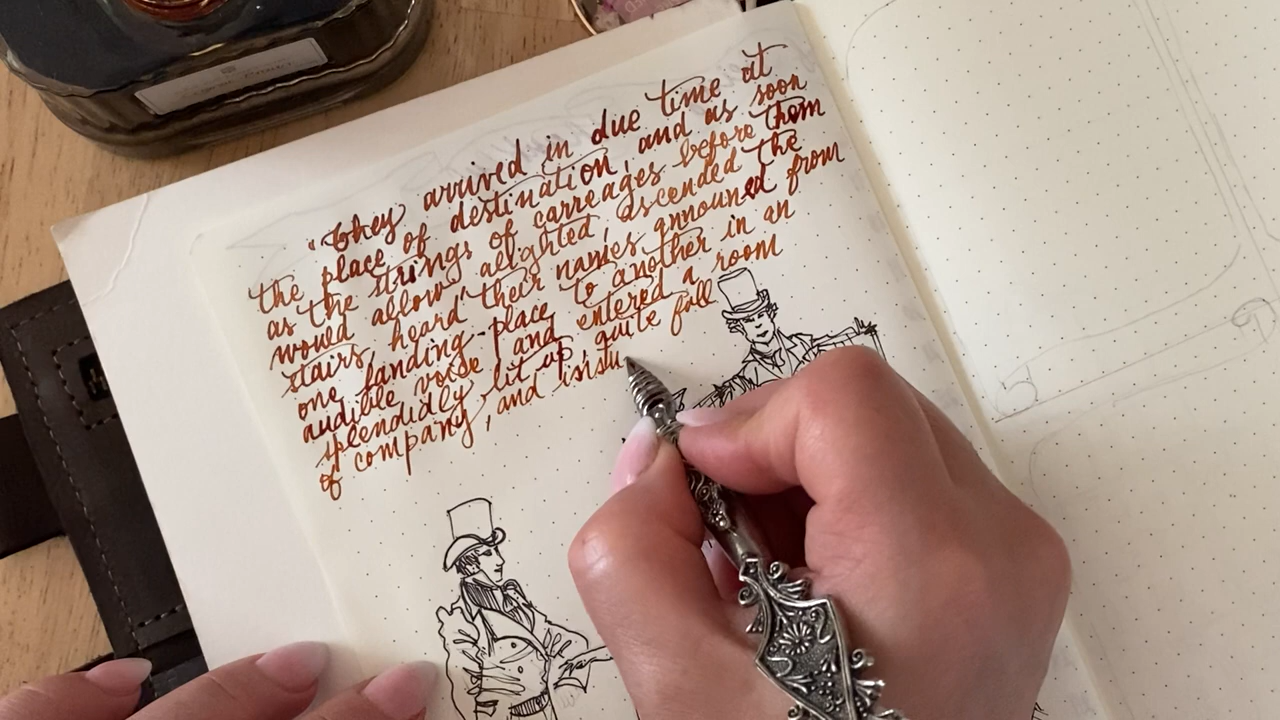 "they arrived in due time at
the place of destination, and as soon
as the strings of carreages before them
would allow, alighted, ascended the
stairs, heard their names announed from
one landing-place to another in an
audible voice, and entered a room
splendidly lit up, quite full
of company, and insu